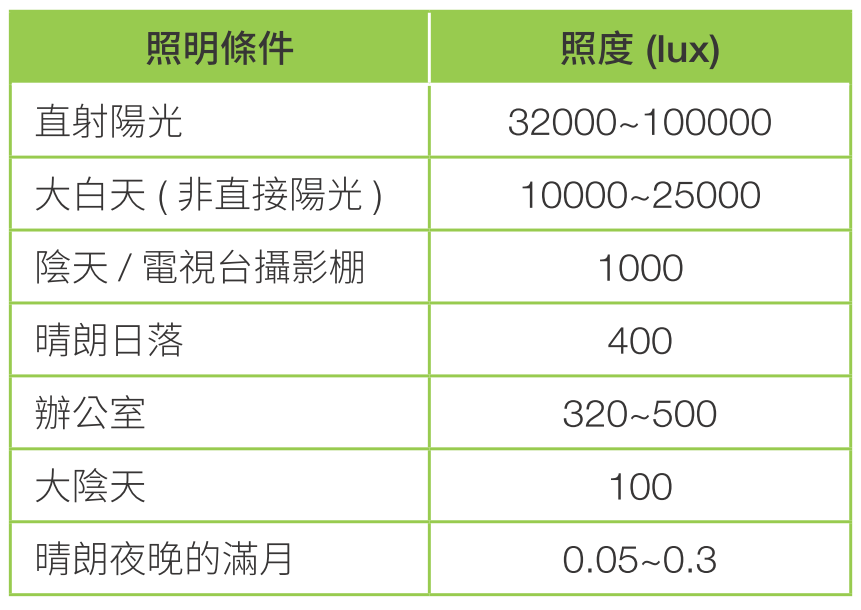 照明條件 照度 (lux)
直射陽光 32000~100000
大白天 ( 非直接陽光 ) 10000~25000
陰天 / 電視台攝影棚 1000
晴朗日落 400
辦公室 320~500
大陰天 100
晴朗夜晚的滿月 0.05~0.3